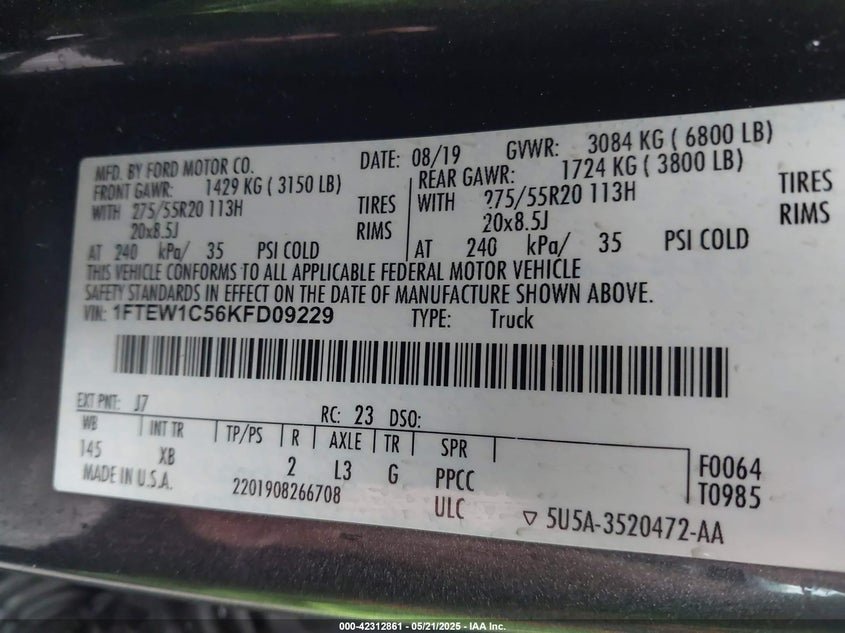 MFD. BY FORD MOTOR CO. DATE: 08/19 GVWR: 3084 KG ( 6800 LB)
FRONT GAWR: 1429 KG ( 3150 LB) REAR GAWR: 1724 KG ( 3800 LB)
WITH 275/55R20 113H TIRES WITH 275/55R20 113H TIRES
20x8.5J RIMS 20x8.5J RIMS
AT 240 kPa/ 35 PSI COLD AT 240 kPa/ 35 PSI COLD
THIS VEHICLE CONFORMS TO ALL APPLICABLE FEDERAL MOTOR VEHICLE
SAFETY STANDARDS IN EFFECT ON THE DATE OF MANUFACTURE SHOWN ABOVE.
VIN: 1FTEW1C56KFD09229 TYPE: Truck
EXT PNT: J7 RC: 23 DSO:
WB INT TR TP/PS R AXLE TR SPR
145 XB 2 L3 G PPCC F0064
MADE IN U.S.A. 2201908266708 ULC T0985
▽ 5U5A-3520472-AA
000-42312861 - 05/21/2025 - IAA Inc.